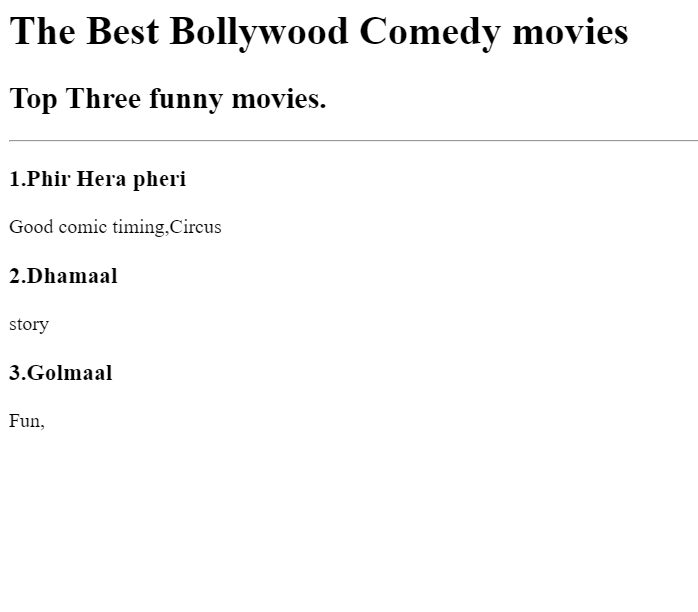 The Best Bollywood Comedy movies
Top Three funny movies.
1.Phir Hera pheri
Good comic timing,Circus
2.Dhamaal
story
3.Golmaal
Fun,